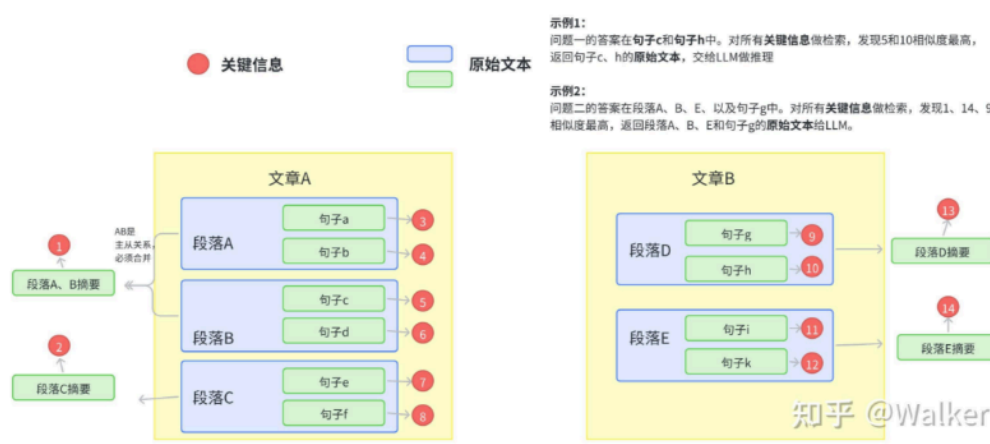 示例1:
问题一的答案在句子c和句子h中。对所有关键信息做检索，发现5和10相似度最高，
返回句子c、h的原始文本，交给LLM做推理
示例2:
问题二的答案在段落A、B、E、以及句子g中。对所有关键信息做检索，发现1、14、9
相似度最高，返回段落A、B、E和句子g的原始文本给LLM。
关键信息
原始文本
文章A
段落A
句子a
3
句子b
4
段落B
句子c
5
句子d
6
段落C
句子e
7
句子f
8
AB是
主从关系,
必须合并
1
段落A、B摘要
2
段落C摘要
文章B
段落D
句子g
9
句子h
10
段落E
句子i
11
句子k
12
13
段落D摘要
14
段落E摘要
知乎 @Walker